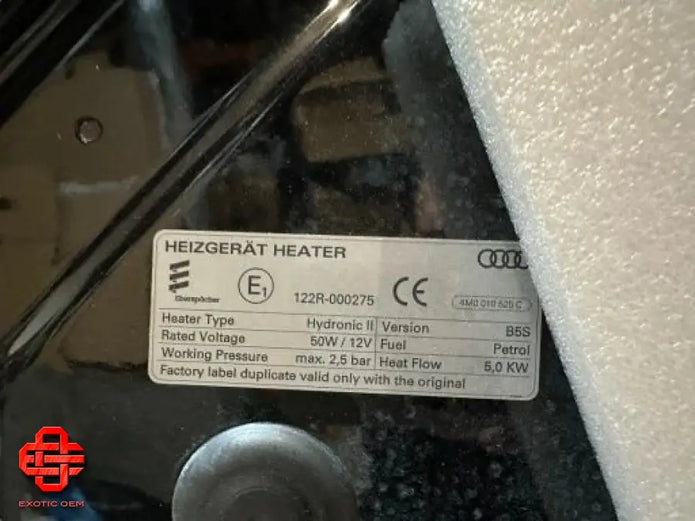 HEIZGERÄT HEATER
Eberspächer
E1
122R-000275
CE
4M0 010 525 C
Heater Type Hydronic II Version B5S
Rated Voltage 50W / 12V Fuel Petrol
Working Pressure max. 2,5 bar Heat Flow 5,0 KW
Factory label duplicate valid only with the original
EXOTIC OEM